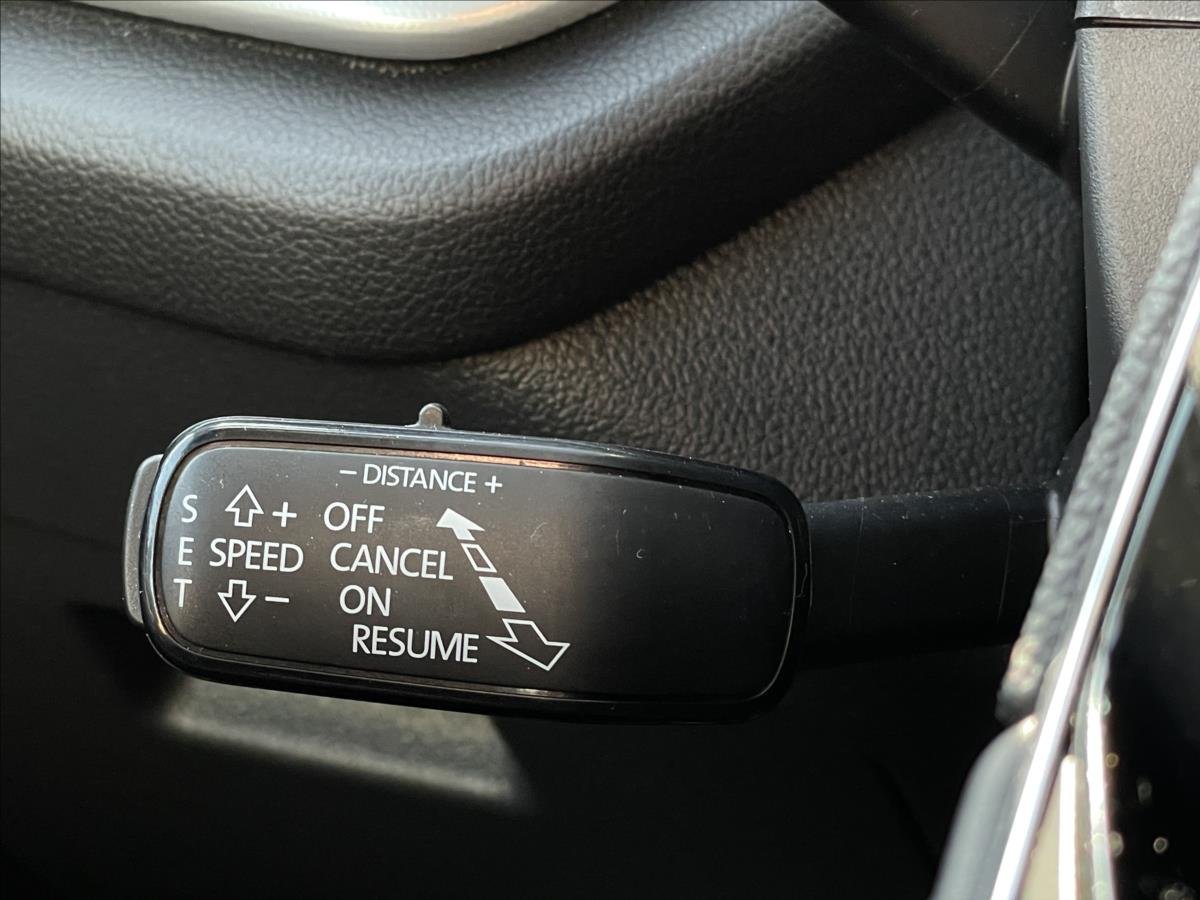 – DISTANCE +
S + OFF
E SPEED CANCEL
T – ON
RESUME